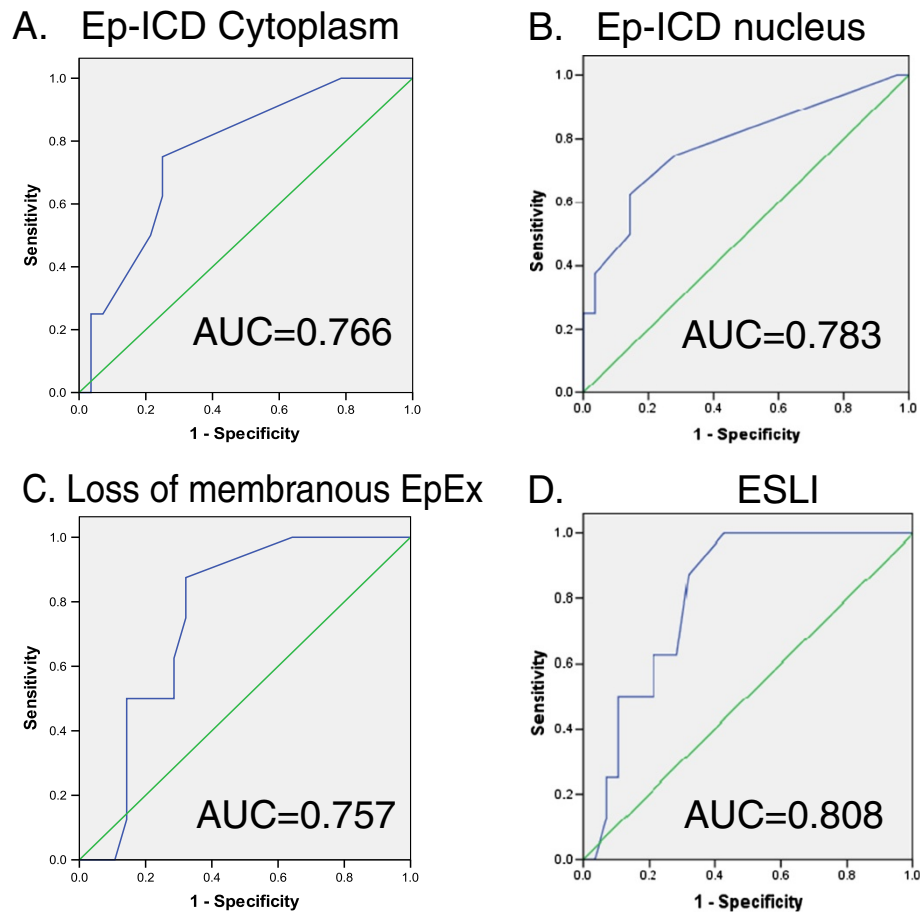 A. Ep-ICD Cytoplasm
1.0
0.8
0.6
0.4
0.2
0.0
Sensitivity
0.0 0.2 0.4 0.6 0.8 1.0
1 - Specificity
AUC=0.766
B. Ep-ICD nucleus
1.0
0.8
0.6
0.4
0.2
0.0
Sensitivity
0.0 0.2 0.4 0.6 0.8 1.0
1 - Specificity
AUC=0.783
C. Loss of membranous EpEx
1.0
0.8
0.6
0.4
0.2
0.0
Sensitivity
0.0 0.2 0.4 0.6 0.8 1.0
1 - Specificity
AUC=0.757
D. ESLI
1.0
0.8
0.6
0.4
0.2
0.0
Sensitivity
0.0 0.2 0.4 0.6 0.8 1.0
1 - Specificity
AUC=0.808